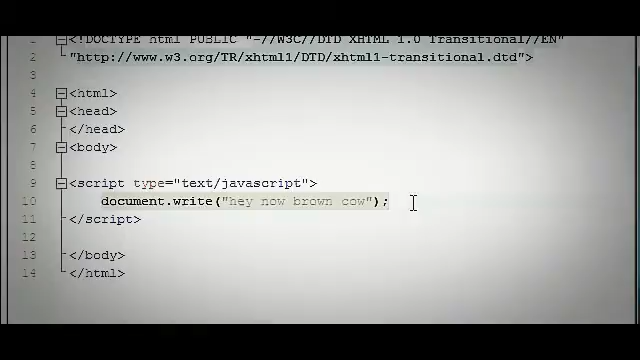 1 <!DOCTYPE html PUBLIC "-//W3C//DTD XHTML 1.0 Transitional//EN"
2 "http://www.w3.org/TR/xhtml1/DTD/xhtml1-transitional.dtd">
3
4 <html>
5 <head>
6 </head>
7 <body>
8
9 <script type="text/javascript">
10 document.write("hey now brown cow");
11 </script>
12
13 </body>
14 </html>